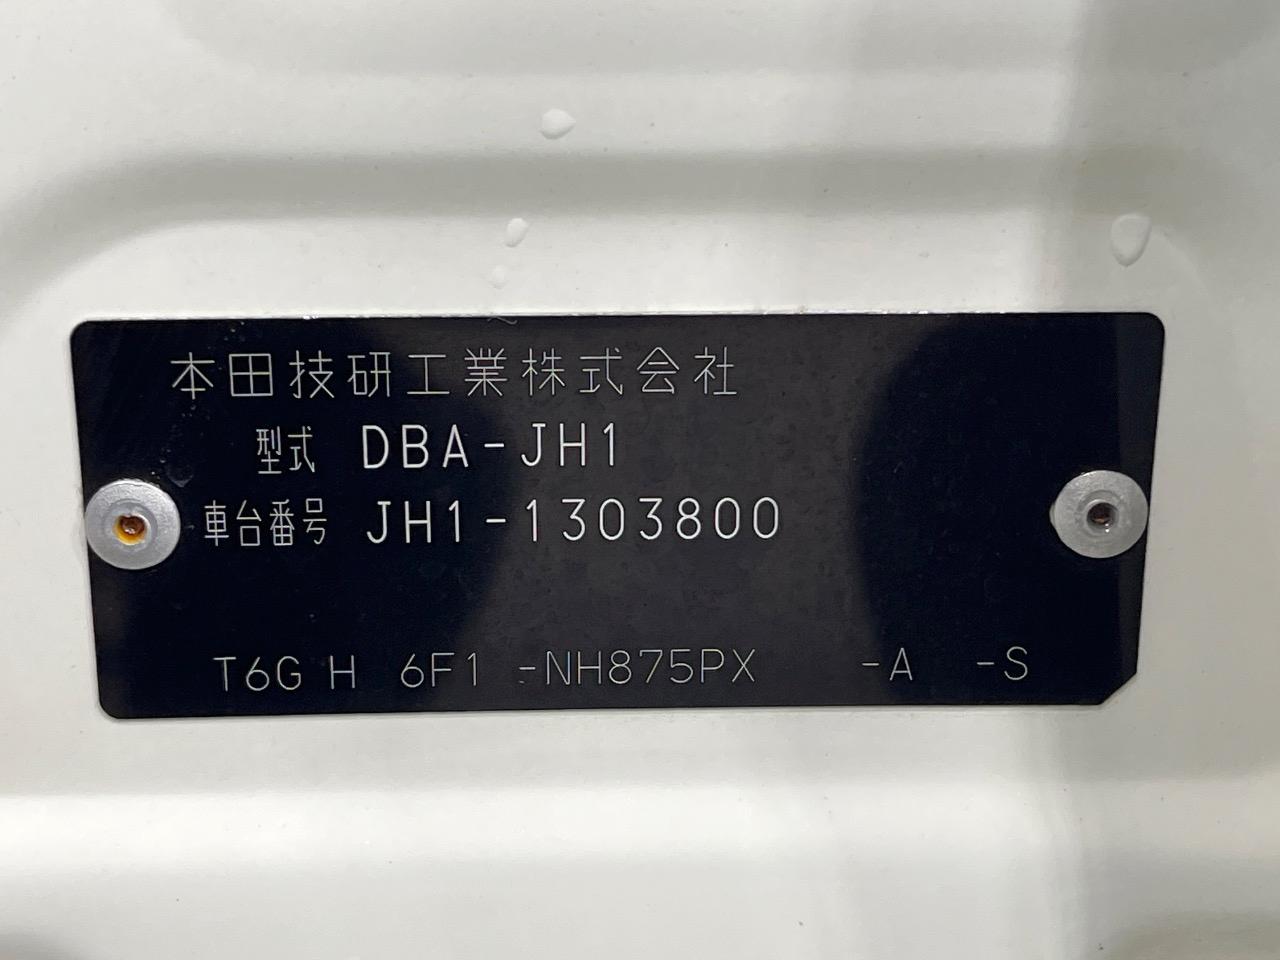 本田技研工業株式会社
型式 DBA-JH1
車台番号 JH1-1303800
T6G H 6F1 -NH875PX -A -S